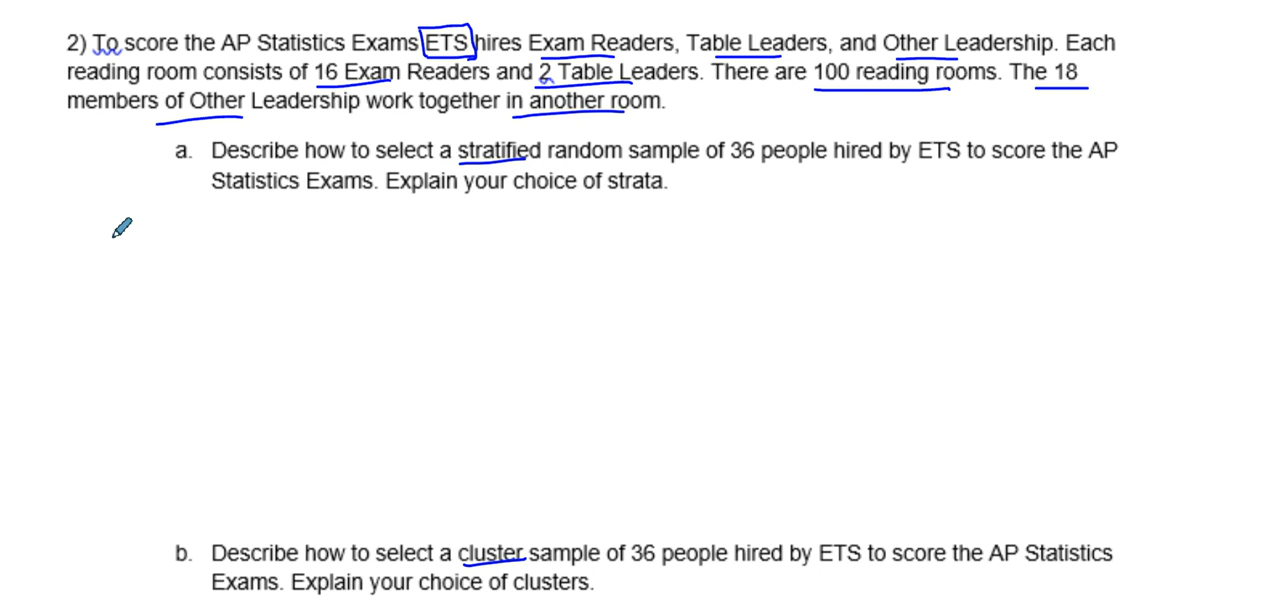 2) To score the AP Statistics Exams ETS hires Exam Readers, Table Leaders, and Other Leadership. Each
reading room consists of 16 Exam Readers and 2 Table Leaders. There are 100 reading rooms. The 18
members of Other Leadership work together in another room.
a. Describe how to select a stratified random sample of 36 people hired by ETS to score the AP
Statistics Exams. Explain your choice of strata.
b. Describe how to select a cluster sample of 36 people hired by ETS to score the AP Statistics
Exams. Explain your choice of clusters.